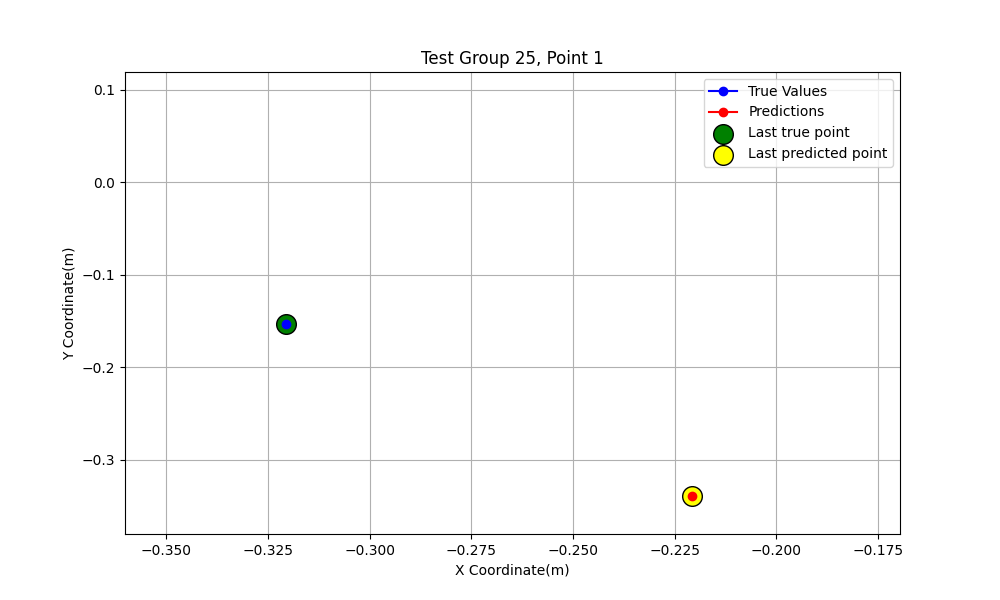 Test Group 25, Point 1
True Values
Predictions
Last true point
Last predicted point
Y Coordinate(m)
0.1
0.0
−0.1
−0.2
−0.3
−0.350 −0.325 −0.300 −0.275 −0.250 −0.225 −0.200 −0.175
X Coordinate(m)